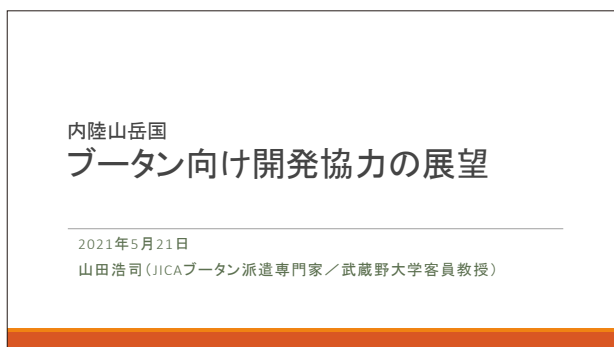 内陸山岳国
ブータン向け開発協力の展望
2021年5月21日
山田浩司（JICAブータン派遣専門家／武蔵野大学客員教授）